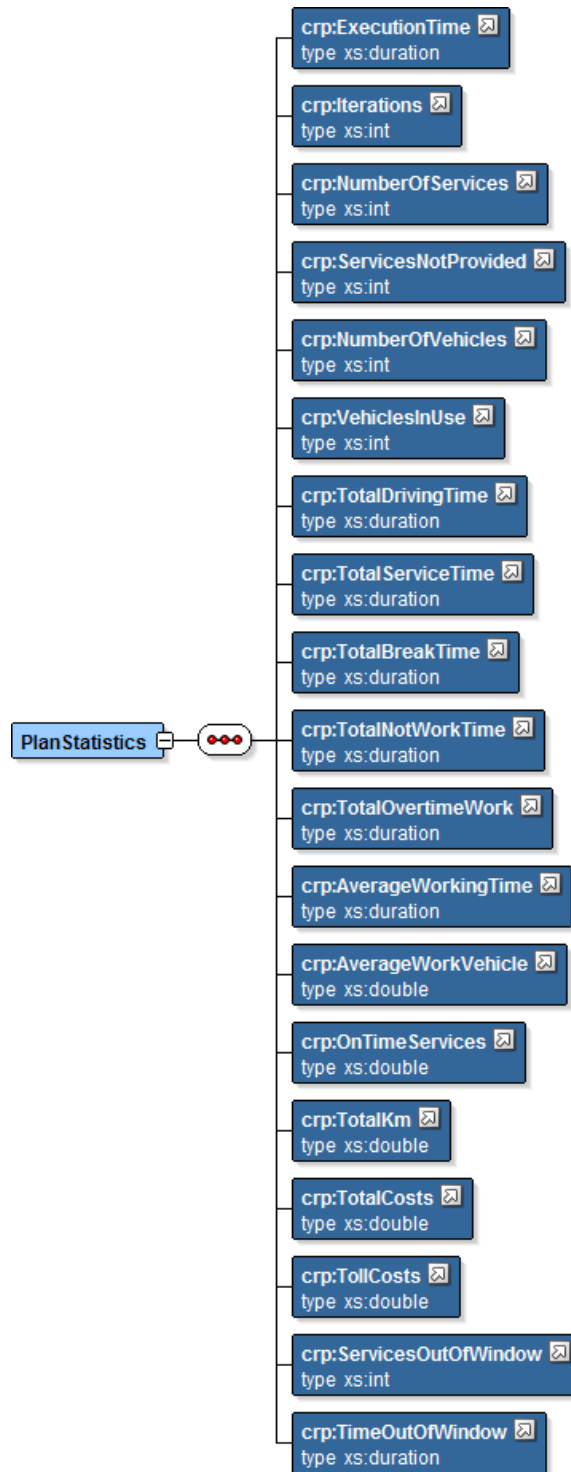 crp:ExecutionTime
type xs:duration
crp:Iterations
type xs:int
crp:NumberOfServices
type xs:int
crp:ServicesNotProvided
type xs:int
crp:NumberOfVehicles
type xs:int
crp:VehiclesInUse
type xs:int
crp:TotalDrivingTime
type xs:duration
crp:TotalServiceTime
type xs:duration
crp:TotalBreakTime
type xs:duration
PlanStatistics
crp:TotalNotWorkTime
type xs:duration
crp:TotalOvertimeWork
type xs:duration
crp:AverageWorkingTime
type xs:duration
crp:AverageWorkVehicle
type xs:double
crp:OnTimeServices
type xs:double
crp:TotalKm
type xs:double
crp:TotalCosts
type xs:double
crp:TollCosts
type xs:double
crp:ServicesOutOfWindow
type xs:int
crp:TimeOutOfWindow
type xs:duration